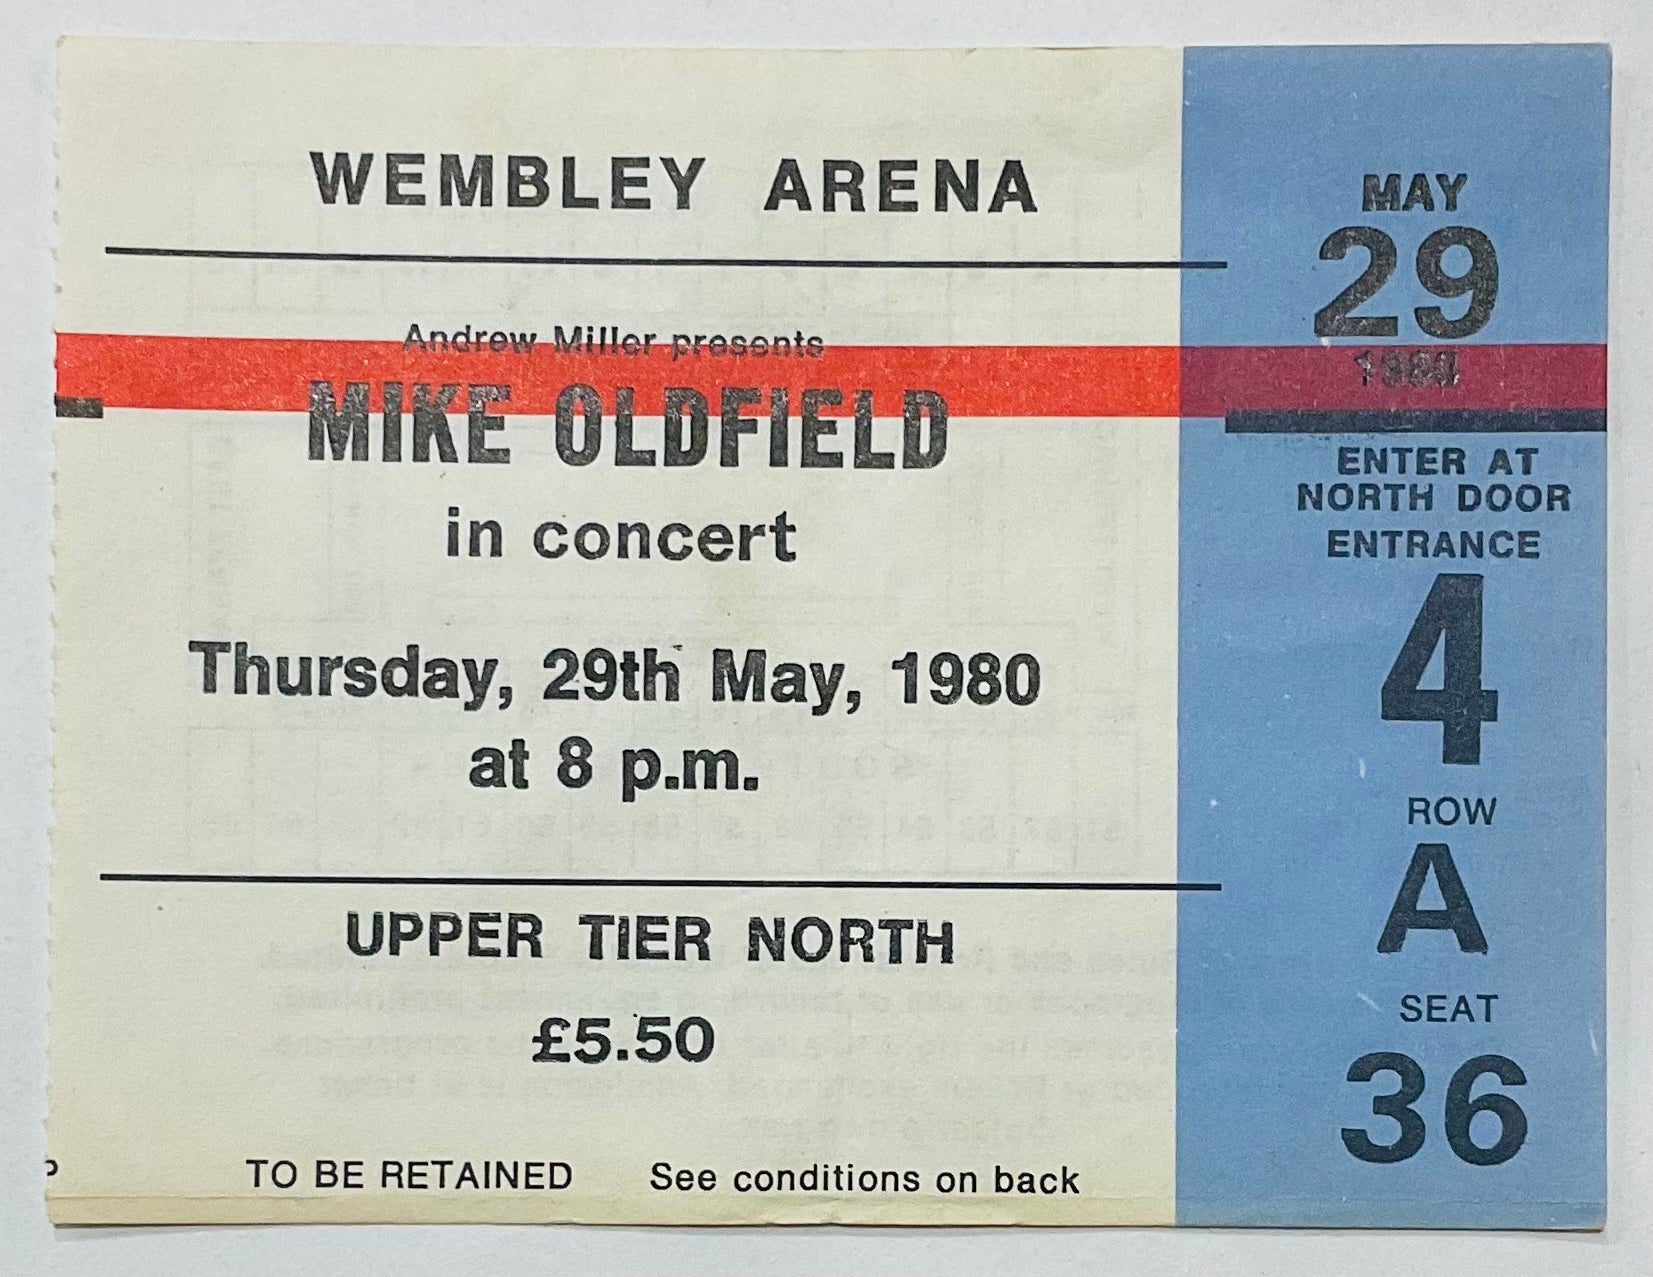 WEMBLEY ARENA
Andrew Miller presents
MIKE OLDFIELD
in concert
Thursday, 29th May, 1980
at 8 p.m.
UPPER TIER NORTH
£5.50
TO BE RETAINED See conditions on back
MAY
29
1980
ENTER AT
NORTH DOOR
ENTRANCE
4
ROW
A
SEAT
36